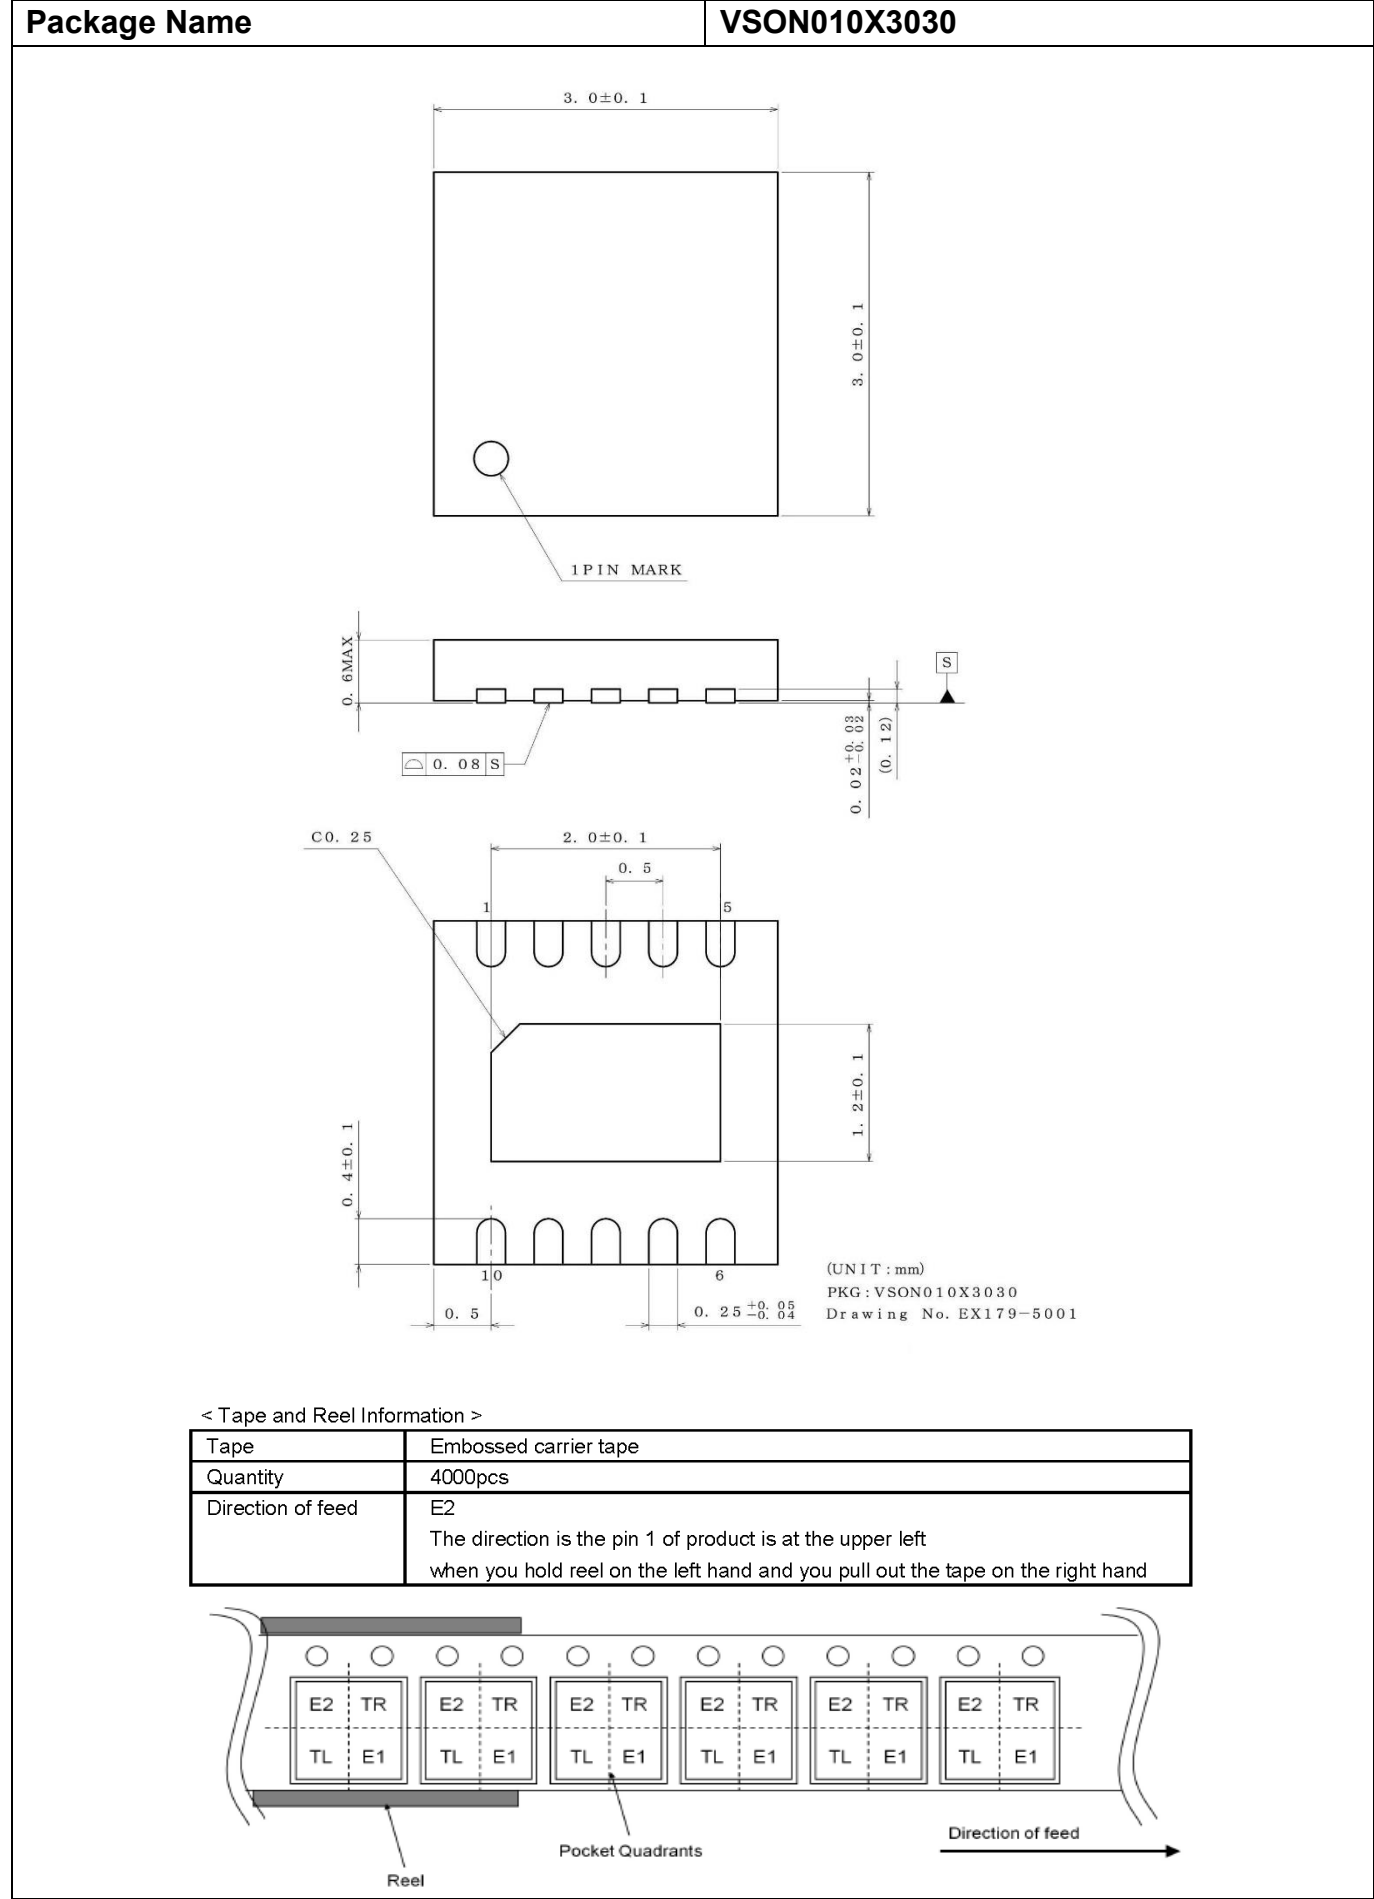 Package Name VSON010X3030
3. 0±0. 1
3. 0±0. 1
1PIN MARK
0. 6MAX
S
0. 08 S
0. 02+0. 03 −0. 02
(0. 12)
C0. 25
2. 0±0. 1
0. 5
1 5
1. 2±0. 1
0. 4±0. 1
10 6
0. 5
0. 25 +0. 05 −0. 04
(UNIT : mm)
PKG : VSON010X3030
Drawing No. EX179−5001
< Tape and Reel Information >
Tape Embossed carrier tape
Quantity 4000pcs
Direction of feed E2
The direction is the pin 1 of product is at the upper left
when you hold reel on the left hand and you pull out the tape on the right hand
E2 TR E2 TR E2 TR E2 TR E2 TR E2 TR
TL E1 TL E1 TL E1 TL E1 TL E1 TL E1
Direction of feed
Pocket Quadrants
Reel